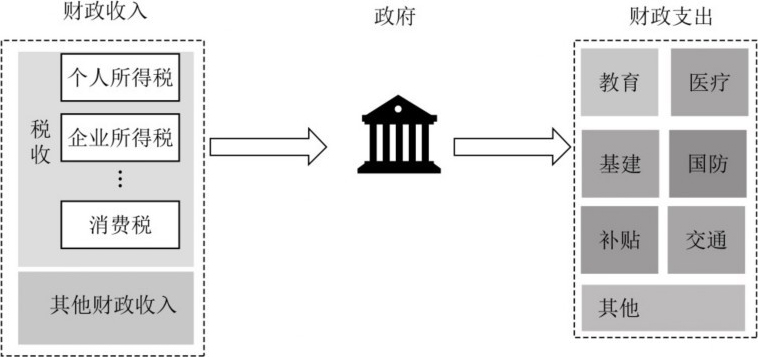 财政收入
政府
财政支出
税收
个人所得税
企业所得税
⋮
消费税
其他财政收入
教育
医疗
基建
国防
补贴
交通
其他